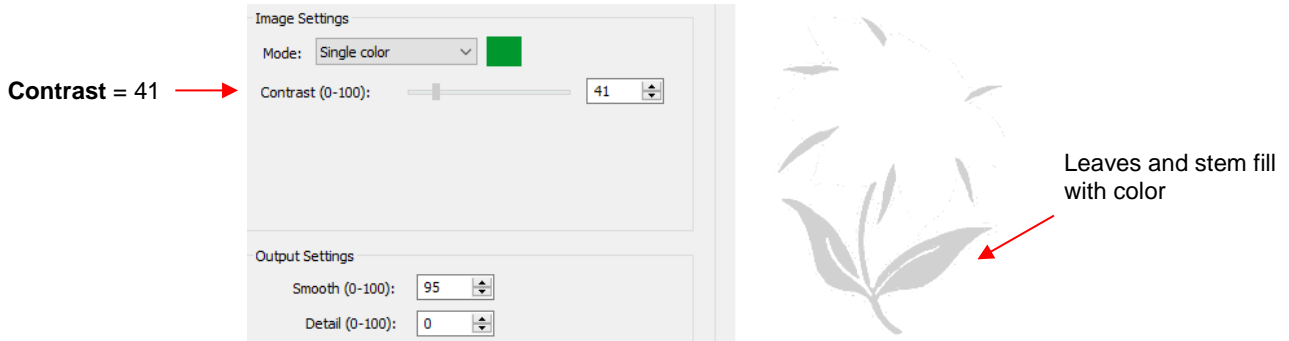 Image Settings
Mode: Single color
Contrast = 41
Contrast (0-100): 41
Leaves and stem fill
with color
Output Settings
Smooth (0-100): 95
Detail (0-100): 0